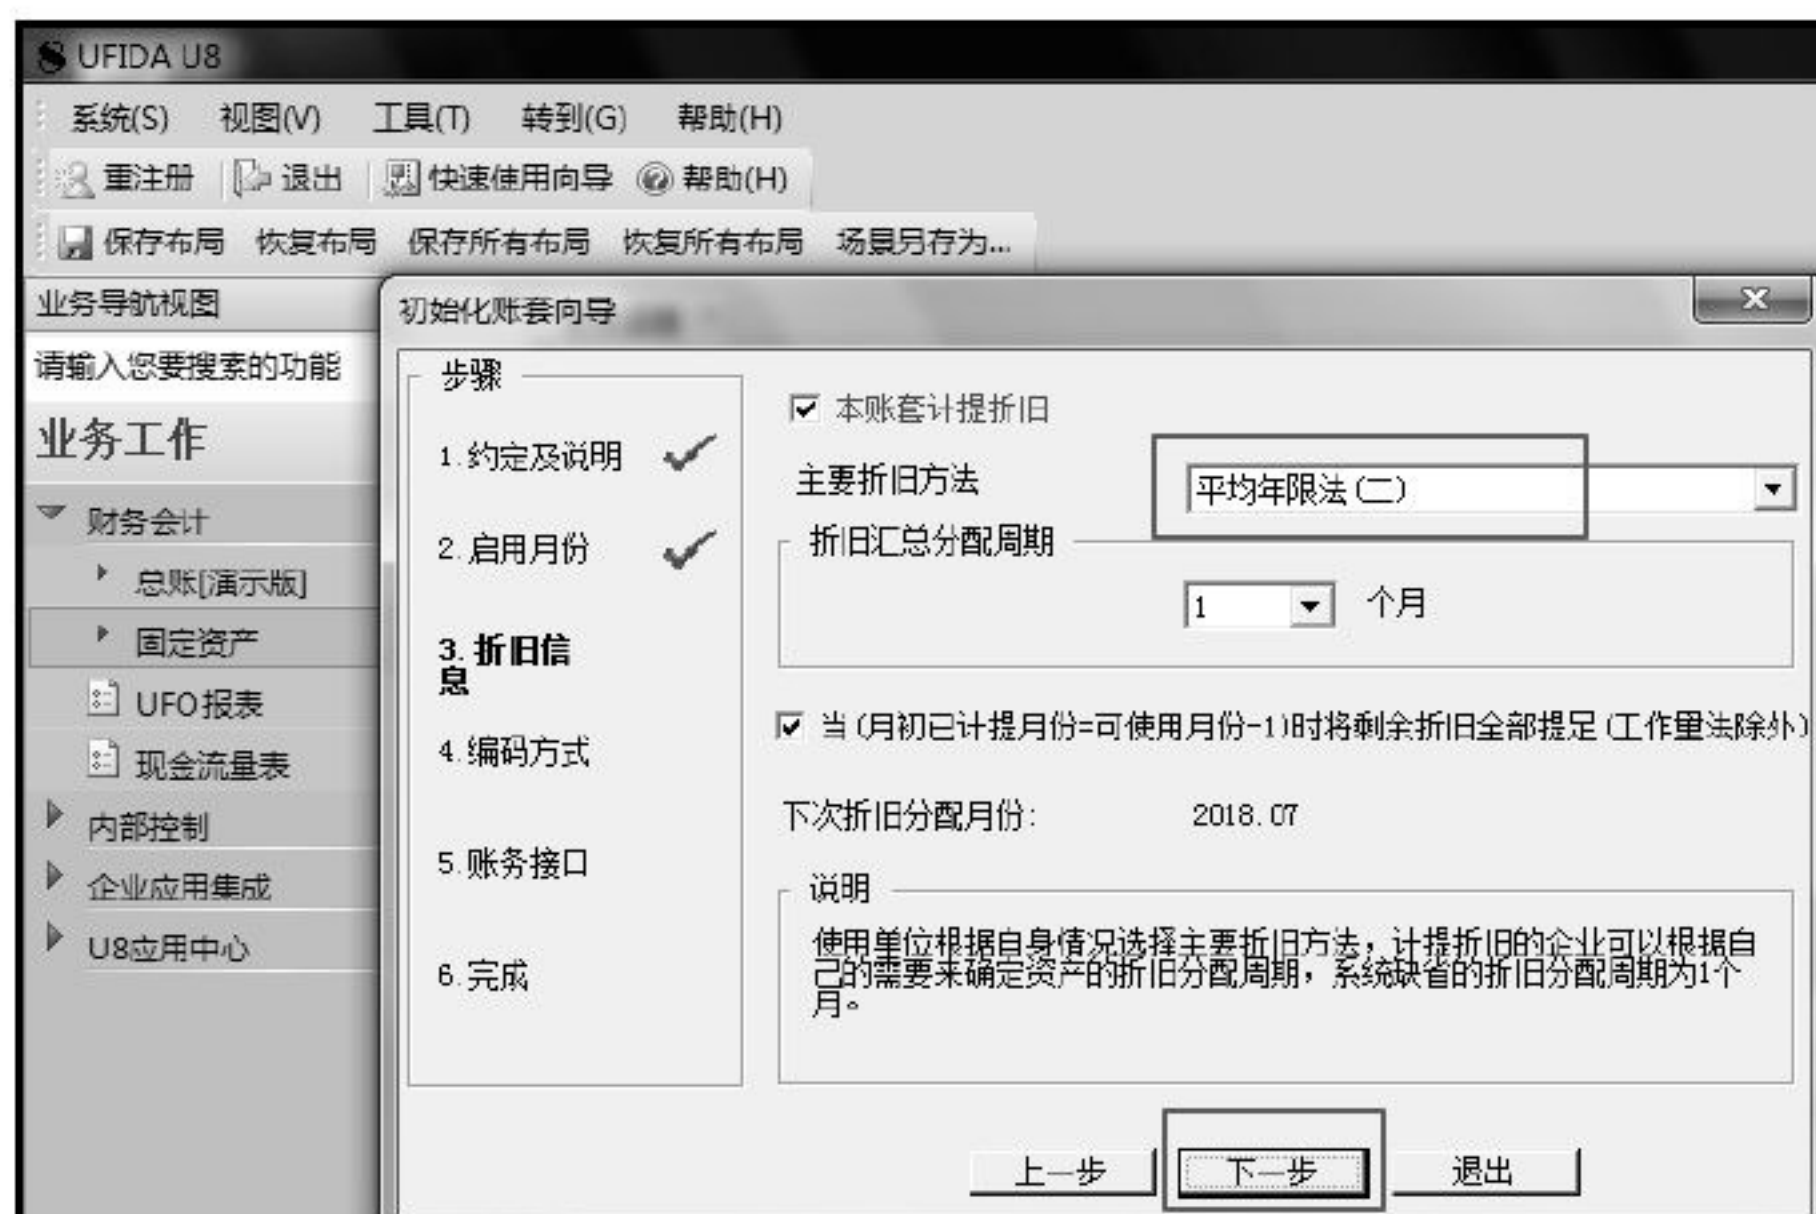 UFIDA U8
系统(S) 视图(V) 工具(T) 转到(G) 帮助(H)
重注册 退出 快速使用向导 帮助(H)
保存布局 恢复布局 保存所有布局 恢复所有布局 场景另存为...
业务导航视图
请输入您要搜索的功能
业务工作
财务会计
总账[演示版]
固定资产
UFO报表
现金流量表
内部控制
企业应用集成
U8应用中心
初始化账套向导
步骤
1.约定及说明
2.启用月份
3.折旧信
息
4.编码方式
5.账务接口
6.完成
本账套计提折旧
主要折旧方法 平均年限法(二)
折旧汇总分配周期
1 个月
当(月初已计提月份=可使用月份-1)时将剩余折旧全部提足(工作量法除外)
下次折旧分配月份: 2018.07
说明
使用单位根据自身情况选择主要折旧方法，计提折旧的企业可以根据自
己的需要来确定资产的折旧分配周期，系统缺省的折旧分配周期为1个
月。
上一步 下一步 退出